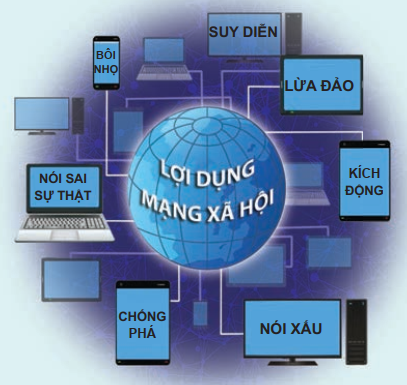 SUY DIỄN
BÔI
NHỌ
LỪA ĐẢO
LỢI DỤNG
MẠNG XÃ HỘI
KÍCH
ĐỘNG
NÓI SAI
SỰ THẬT
CHỐNG
PHÁ
NÓI XẤU